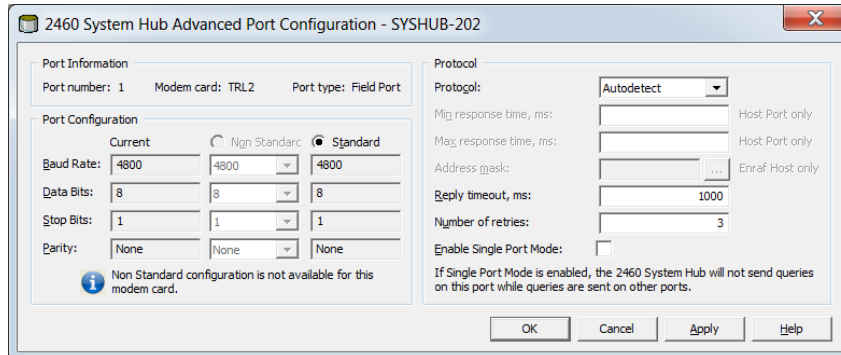 2460 System Hub Advanced Port Configuration - SYSHUB-202
Port Information
Port number: 1 Modem card: TRL2 Port type: Field Port
Port Configuration
Current Non Standarc Standard
Baud Rate: 4800 4800 4800
Data Bits: 8 8 8
Stop Bits: 1 1 1
Parity: None None None
Non Standard configuration is not available for this
modem card.
Protocol
Protocol: Autodetect
Min response time, ms: Host Port only
Max response time, ms: Host Port only
Address mask: ... Enraf Host only
Reply timeout, ms: 1000
Number of retries: 3
Enable Single Port Mode:
If Single Port Mode is enabled, the 2460 System Hub will not send queries
on this port while queries are sent on other ports.
OK Cancel Apply Help